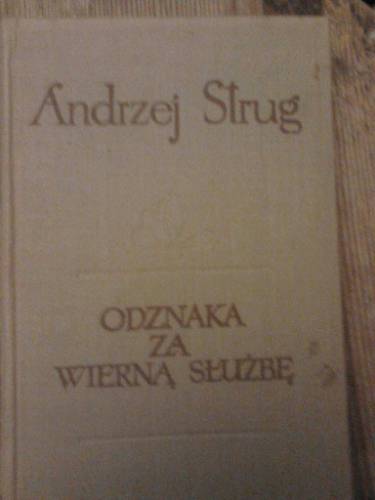 Andrzej Strug
ODZNAKA
ZA
WIERNĄ SŁUŻBĘ